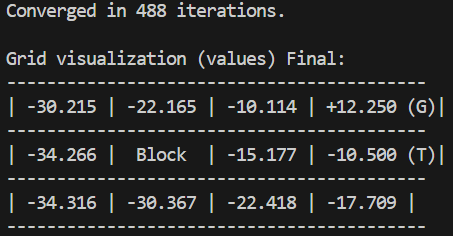 Converged in 488 iterations.
Grid visualization (values) Final:
------------------------------------------
| -30.215 | -22.165 | -10.114 | +12.250 (G)|
------------------------------------------
| -34.266 |  Block  | -15.177 | -10.500 (T)|
------------------------------------------
| -34.316 | -30.367 | -22.418 | -17.709 |
------------------------------------------